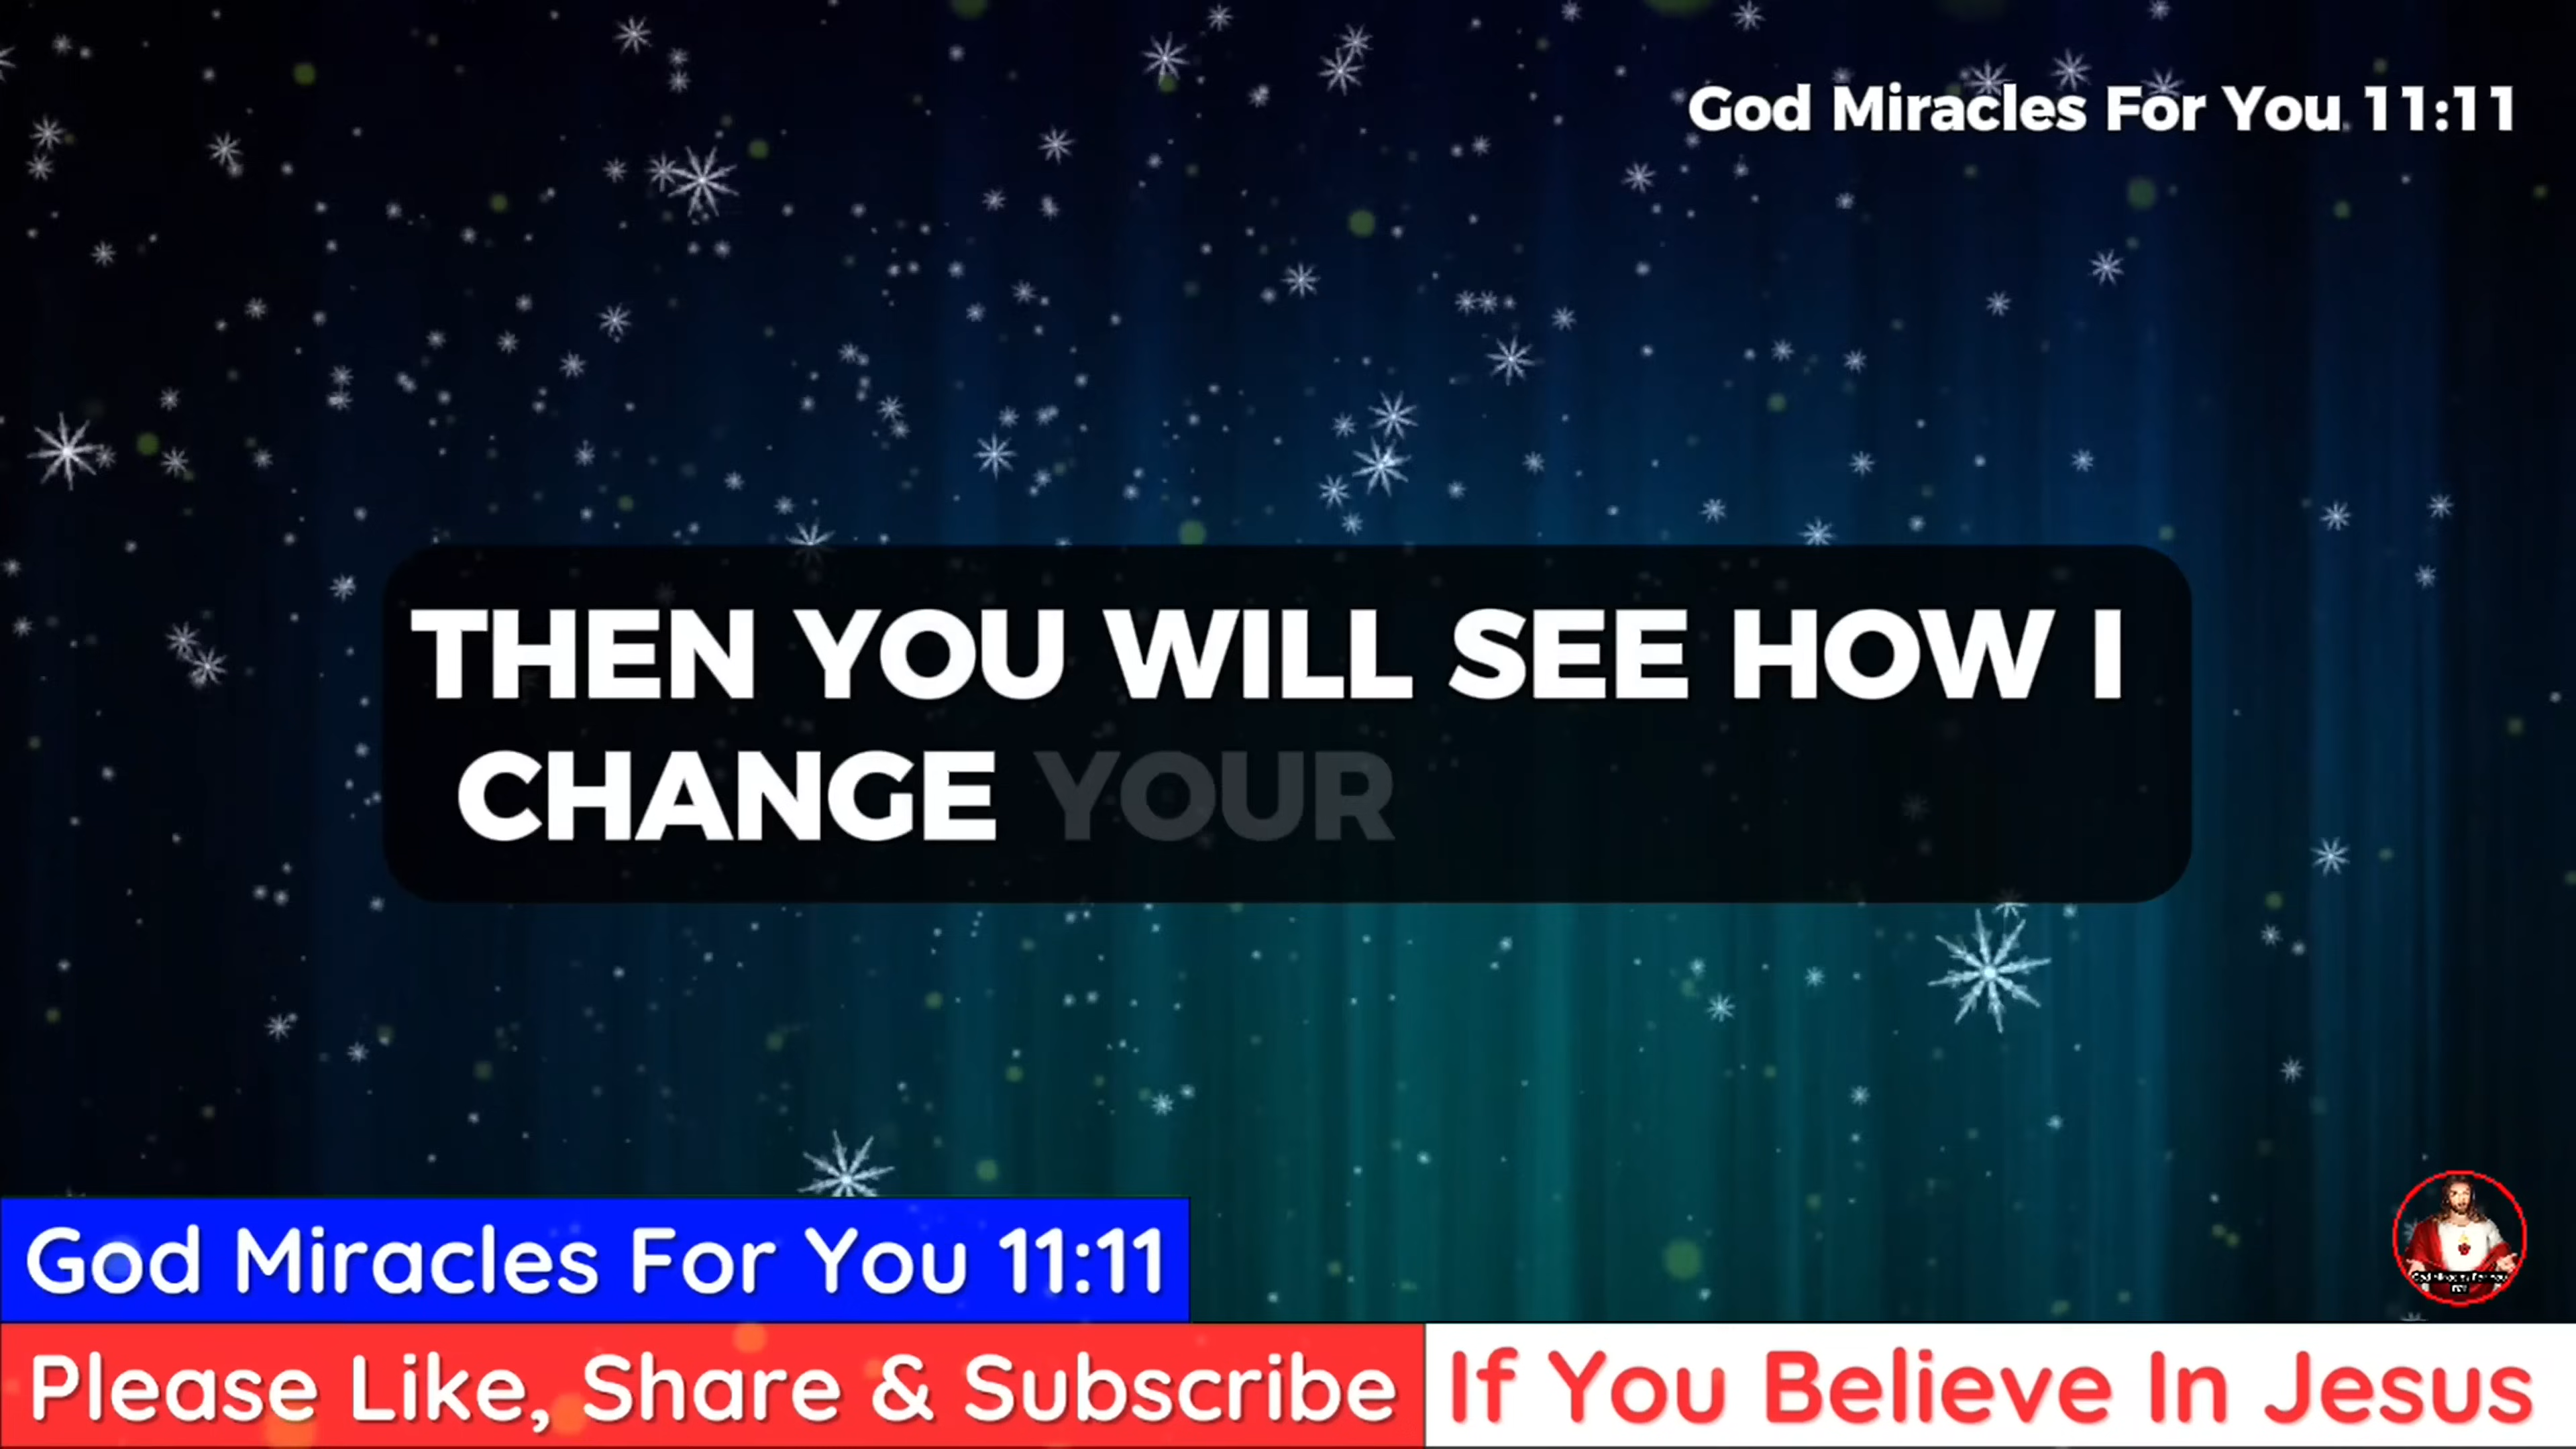 God Miracles For You 11:11
THEN YOU WILL SEE HOW I
CHANGE YOUR
God Miracles For You 11:11
Please Like, Share & Subscribe
If You Believe In Jesus